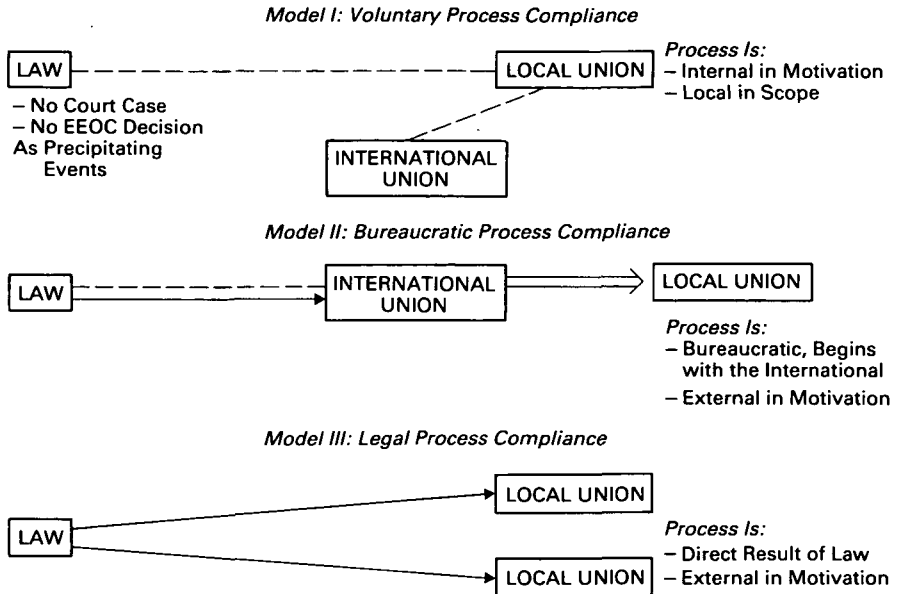 Model I: Voluntary Process Compliance
LAW
– No Court Case
– No EEOC Decision
As Precipitating
Events
LOCAL UNION
Process Is:
– Internal in Motivation
– Local in Scope
INTERNATIONAL
UNION
Model II: Bureaucratic Process Compliance
LAW
INTERNATIONAL
UNION
LOCAL UNION
Process Is:
– Bureaucratic, Begins
with the International
– External in Motivation
Model III: Legal Process Compliance
LAW
LOCAL UNION
LOCAL UNION
Process Is:
– Direct Result of Law
– External in Motivation